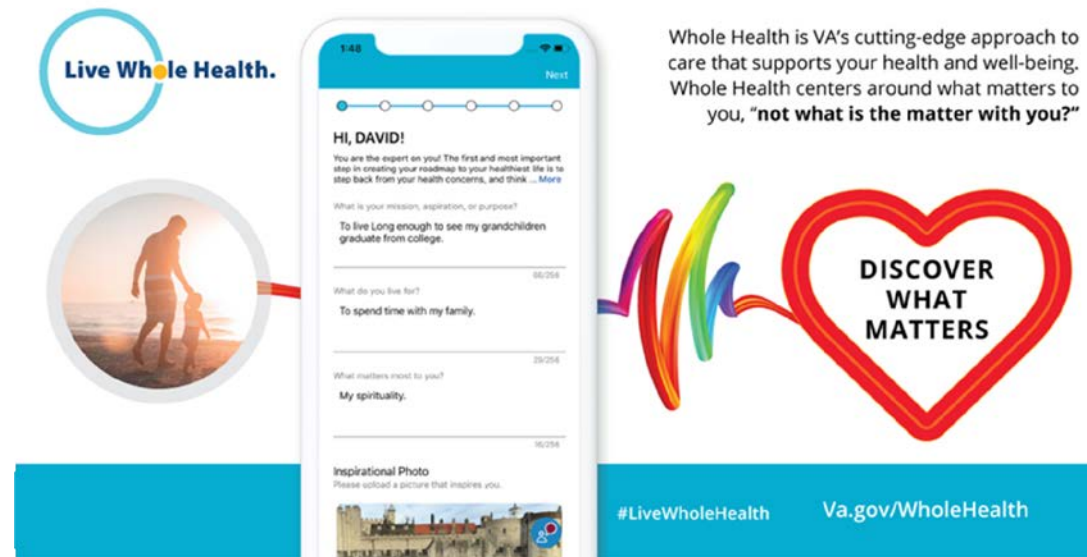 Live Whole Health.
1:48
Next
HI, DAVID!
You are the expert on you! The first and most important
step in creating your roadmap to your healthiest life is to
step back from your health concerns, and think ... More
What is your mission, aspiration, or purpose?
To live Long enough to see my grandchildren
graduate from college.
66/256
What do you live for?
To spend time with my family.
29/256
What matters most to you?
My spirituality.
16/256
Inspirational Photo
Please upload a picture that inspires you.
Whole Health is VA's cutting-edge approach to
care that supports your health and well-being.
Whole Health centers around what matters to
you, “not what is the matter with you?“
DISCOVER
WHAT
MATTERS
#LiveWholeHealth
Va.gov/WholeHealth